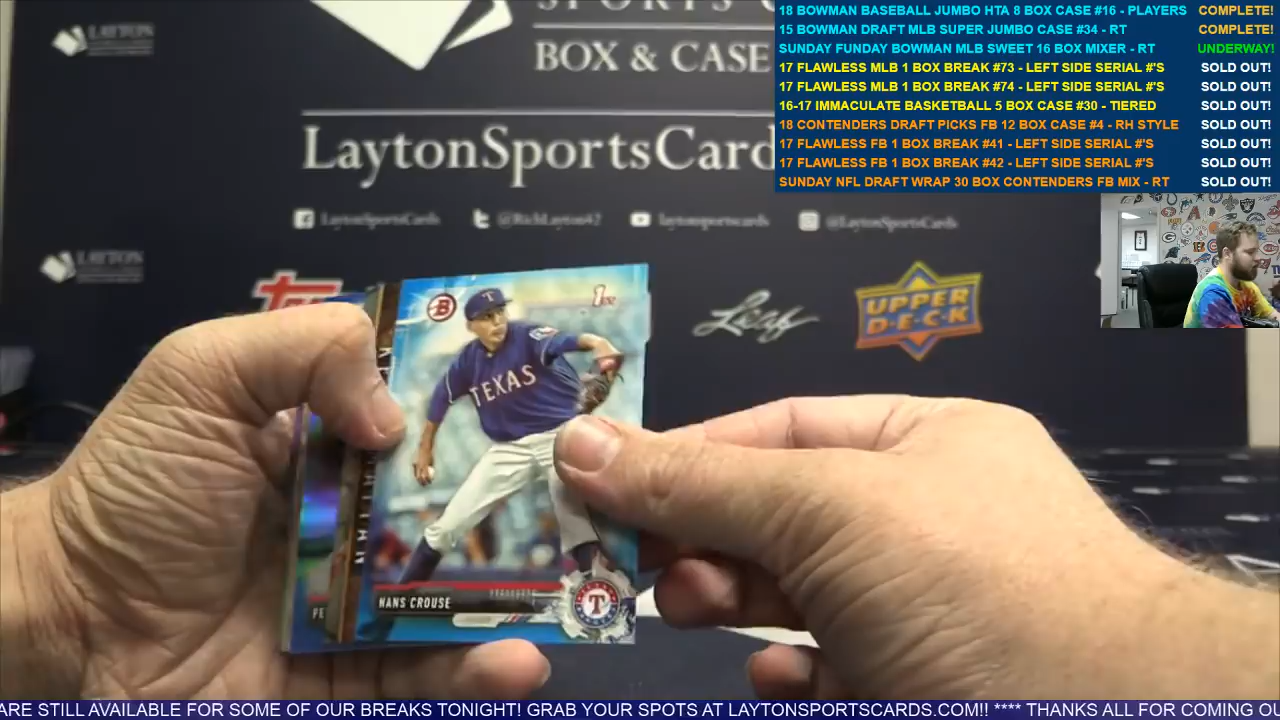 18 BOWMAN BASEBALL JUMBO HTA 8 BOX CASE #16 - PLAYERS COMPLETE!
15 BOWMAN DRAFT MLB SUPER JUMBO CASE #34 - RT COMPLETE!
SUNDAY FUNDAY BOWMAN MLB SWEET 16 BOX MIXER - RT UNDERWAY!
17 FLAWLESS MLB 1 BOX BREAK #73 - LEFT SIDE SERIAL #'S SOLD OUT!
17 FLAWLESS MLB 1 BOX BREAK #74 - LEFT SIDE SERIAL #'S SOLD OUT!
16-17 IMMACULATE BASKETBALL 5 BOX CASE #30 - TIERED SOLD OUT!
18 CONTENDERS DRAFT PICKS FB 12 BOX CASE #4 - RH STYLE SOLD OUT!
17 FLAWLESS FB 1 BOX BREAK #41 - LEFT SIDE SERIAL #'S SOLD OUT!
17 FLAWLESS FB 1 BOX BREAK #42 - LEFT SIDE SERIAL #'S SOLD OUT!
SUNDAY NFL DRAFT WRAP 30 BOX CONTENDERS FB MIX - RT SOLD OUT!
LAYTON
BOX & CASE
LaytonSportsCard
LaytonSportsCards @RichLayton42 laytonsportscards @LaytonSportsCards
LAYTON
Leaf
UPPER
D·E·C·K
B
1st
T
TEXAS
HANS CROUSE
T
PE
ARE STILL AVAILABLE FOR SOME OF OUR BREAKS TONIGHT! GRAB YOUR SPOTS AT LAYTONSPORTSCARDS.COM!! **** THANKS ALL FOR COMING OU